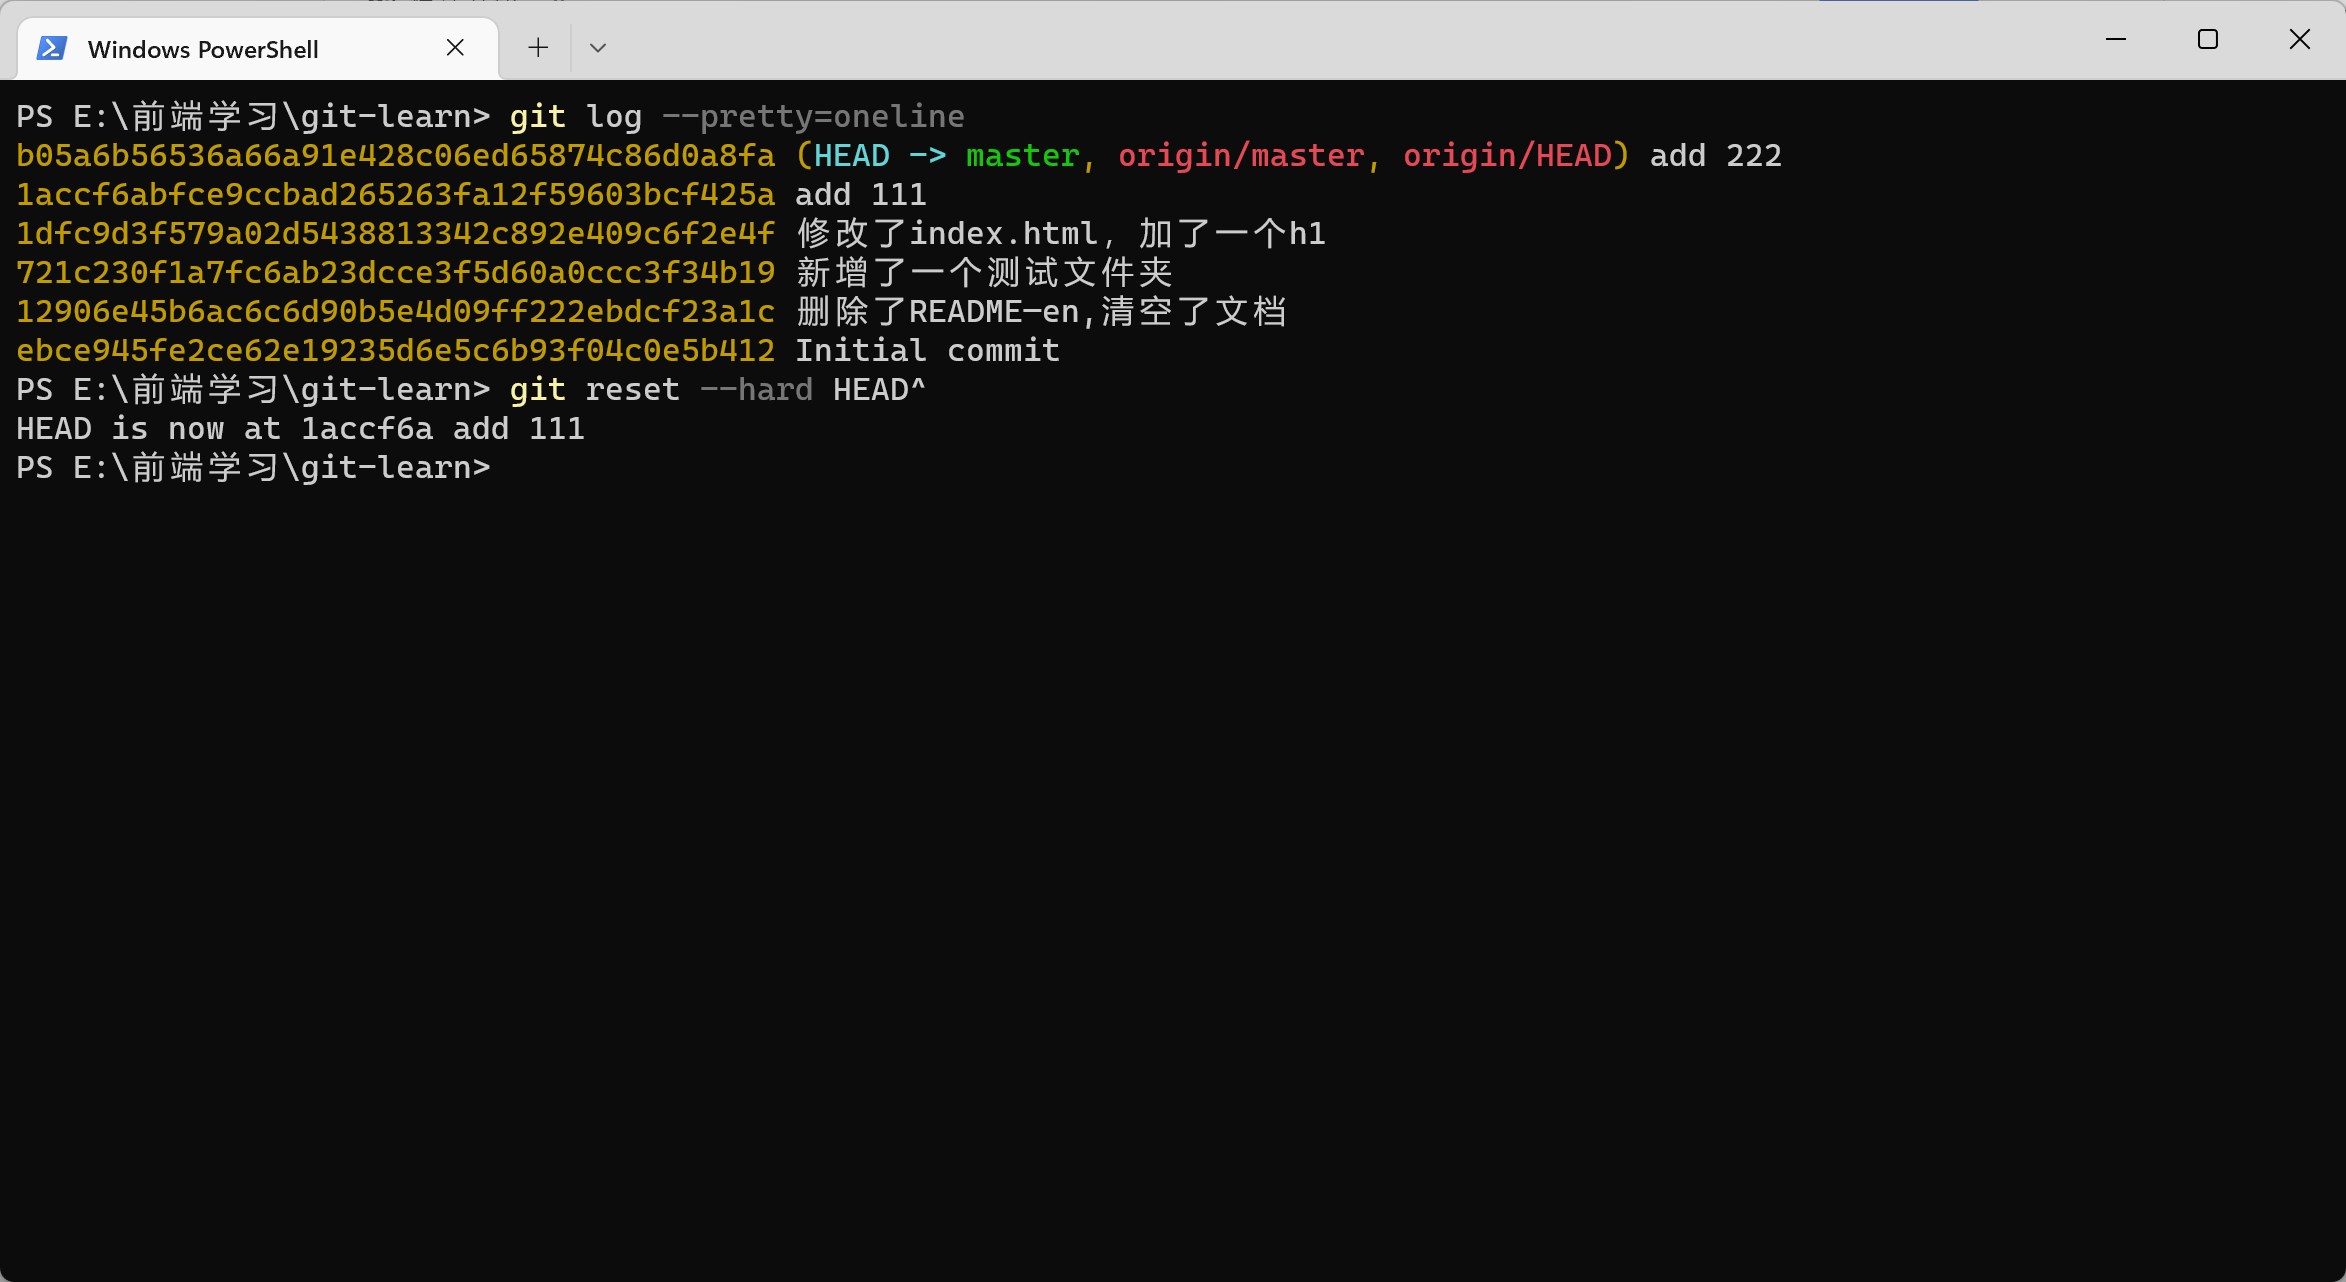 Windows PowerShell
PS E:\前端学习\git-learn> git log --pretty=oneline
b05a6b56536a66a91e428c06ed65874c86d0a8fa (HEAD -> master, origin/master, origin/HEAD) add 222
1accf6abfce9ccbad265263fa12f59603bcf425a add 111
1dfc9d3f579a02d5438813342c892e409c6f2e4f 修改了index.html，加了一个h1
721c230f1a7fc6ab23dcce3f5d60a0ccc3f34b19 新增了一个测试文件夹
12906e45b6ac6c6d90b5e4d09ff222ebdcf23a1c 删除了README-en,清空了文档
ebce945fe2ce62e19235d6e5c6b93f04c0e5b412 Initial commit
PS E:\前端学习\git-learn> git reset --hard HEAD^
HEAD is now at 1accf6a add 111
PS E:\前端学习\git-learn>